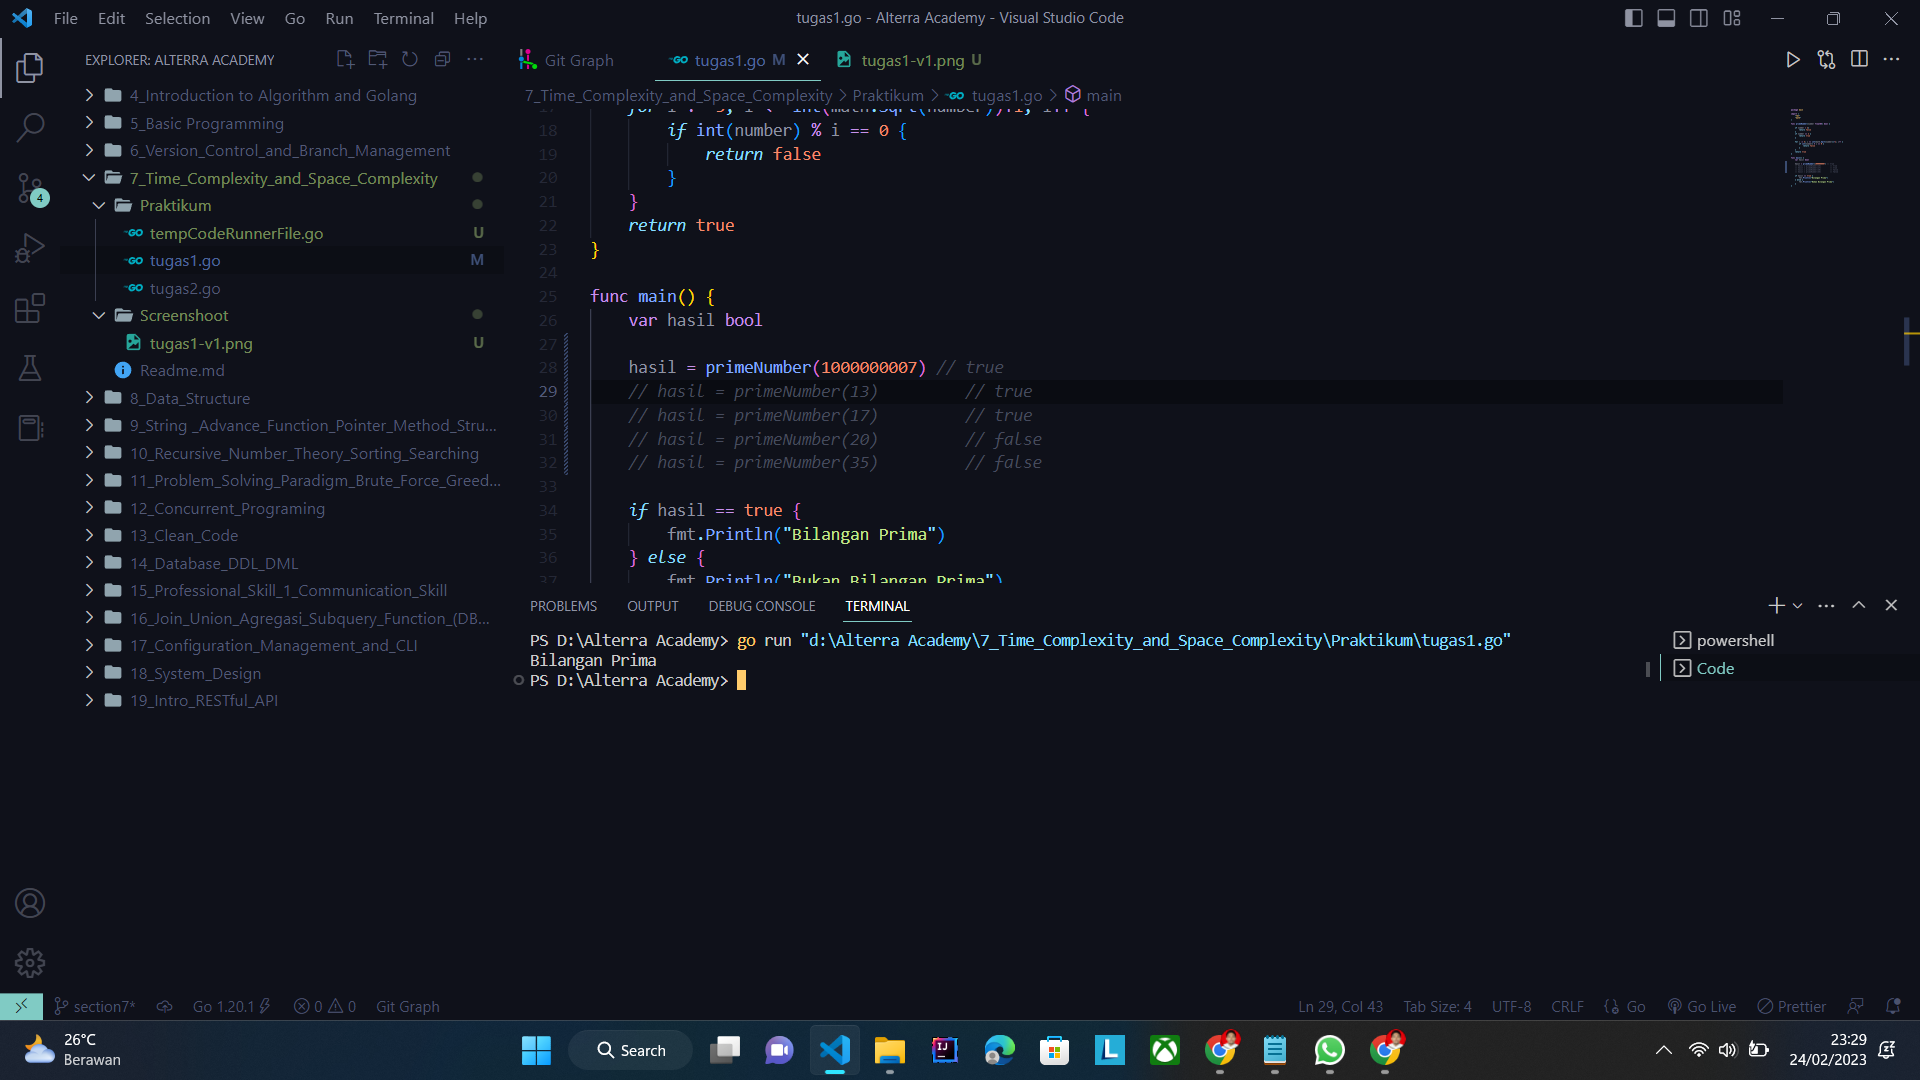 File Edit Selection View Go Run Terminal Help
tugas1.go - Alterra Academy - Visual Studio Code
EXPLORER: ALTERRA ACADEMY
4_Introduction to Algorithm and Golang
5_Basic Programming
6_Version_Control_and_Branch_Management
7_Time_Complexity_and_Space_Complexity
Praktikum
GO tempCodeRunnerFile.go U
GO tugas1.go M
GO tugas2.go
Screenshoot
tugas1-v1.png U
Readme.md
8_Data_Structure
9_String _Advance_Function_Pointer_Method_Stru...
10_Recursive_Number_Theory_Sorting_Searching
11_Problem_Solving_Paradigm_Brute_Force_Greed...
12_Concurrent_Programing
13_Clean_Code
14_Database_DDL_DML
15_Professional_Skill_1_Communication_Skill
16_Join_Union_Agregasi_Subquery_Function_(DB...
17_Configuration_Management_and_CLI
18_System_Design
19_Intro_RESTful_API
4
Git Graph
GO tugas1.go M
tugas1-v1.png U
7_Time_Complexity_and_Space_Complexity > Praktikum > GO tugas1.go > main
18 if int(number) % i == 0 {
19 return false
20 }
21 }
22 return true
23 }
24
25 func main() {
26 var hasil bool
27
28 hasil = primeNumber(1000000007) // true
29 // hasil = primeNumber(13) // true
30 // hasil = primeNumber(17) // true
31 // hasil = primeNumber(20) // false
32 // hasil = primeNumber(35) // false
33
34 if hasil == true {
35 fmt.Println("Bilangan Prima")
36 } else {
37 fmt.Println("Bukan Bilangan Prima")
PROBLEMS OUTPUT DEBUG CONSOLE TERMINAL
PS D:\Alterra Academy> go run "d:\Alterra Academy\7_Time_Complexity_and_Space_Complexity\Praktikum\tugas1.go"
Bilangan Prima
PS D:\Alterra Academy>
powershell
Code
section7* Go 1.20.1 0 0 Git Graph
Ln 29, Col 43 Tab Size: 4 UTF-8 CRLF {} Go Go Live Prettier
26°C
Berawan
Search
23:29
24/02/2023